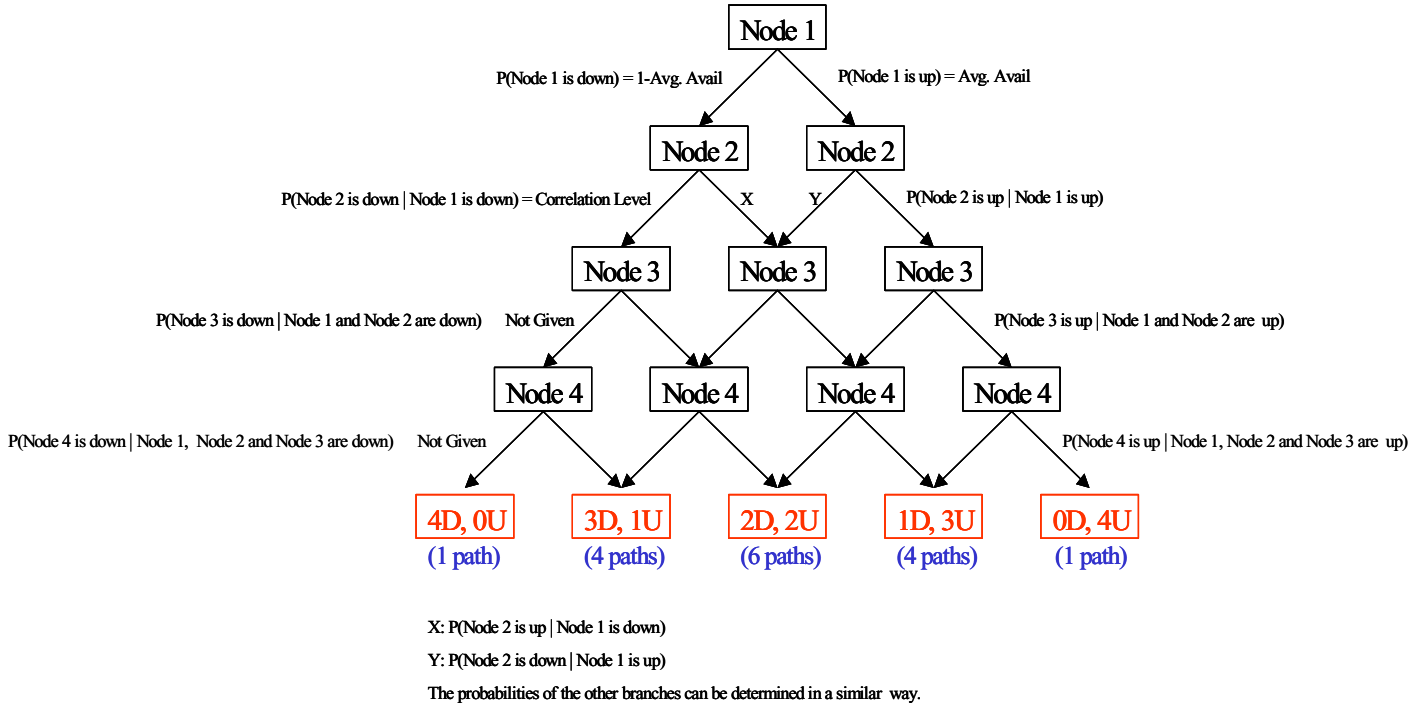 Node 1
P(Node 1 is down) = 1-Avg. Avail
P(Node 1 is up) = Avg. Avail
Node 2
Node 2
P(Node 2 is down | Node 1 is down) = Correlation Level
X
Y
P(Node 2 is up | Node 1 is up)
Node 3
Node 3
Node 3
P(Node 3 is down | Node 1 and Node 2 are down)
Not Given
P(Node 3 is up | Node 1 and Node 2 are up)
Node 4
Node 4
Node 4
Node 4
P(Node 4 is down | Node 1, Node 2 and Node 3 are down)
Not Given
P(Node 4 is up | Node 1, Node 2 and Node 3 are up)
4D, 0U
3D, 1U
2D, 2U
1D, 3U
0D, 4U
(1 path)
(4 paths)
(6 paths)
(4 paths)
(1 path)
X: P(Node 2 is up | Node 1 is down)
Y: P(Node 2 is down | Node 1 is up)
The probabilities of the other branches can be determined in a similar way.